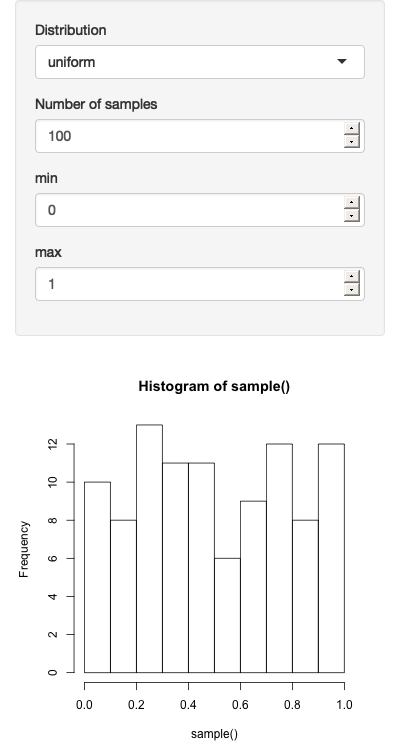 Distribution
uniform
Number of samples
100
min
0
max
1
Histogram of sample()
12
10
8
6
4
2
0
Frequency
0.0 0.2 0.4 0.6 0.8 1.0
sample()